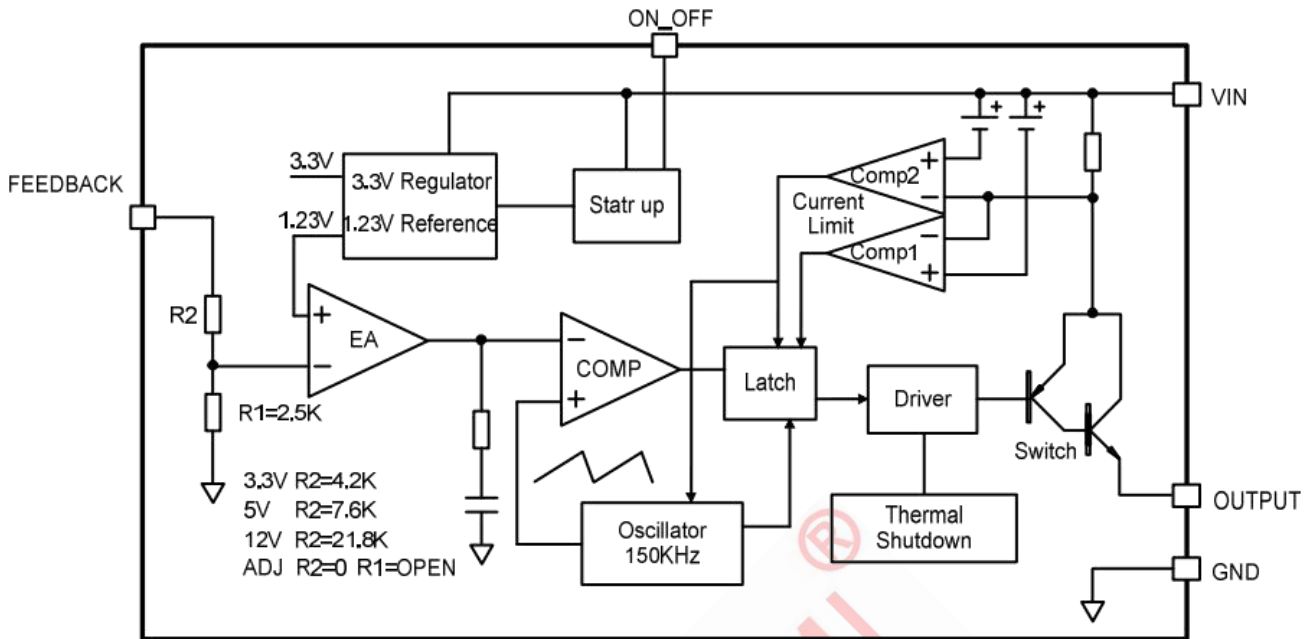 ON_OFF
VIN
FEEDBACK
3.3V
3.3V Regulator
1.23V
1.23V Reference
Statr up
+
+
+
Comp2
−
Current
Limit
−
Comp1
+
R2
+
EA
−
−
COMP
+
Latch
Driver
Switch
R1=2.5K
3.3V R2=4.2K
5V R2=7.6K
12V R2=21.8K
ADJ R2=0 R1=OPEN
Oscillator
150KHz
Thermal
Shutdown
OUTPUT
GND
®